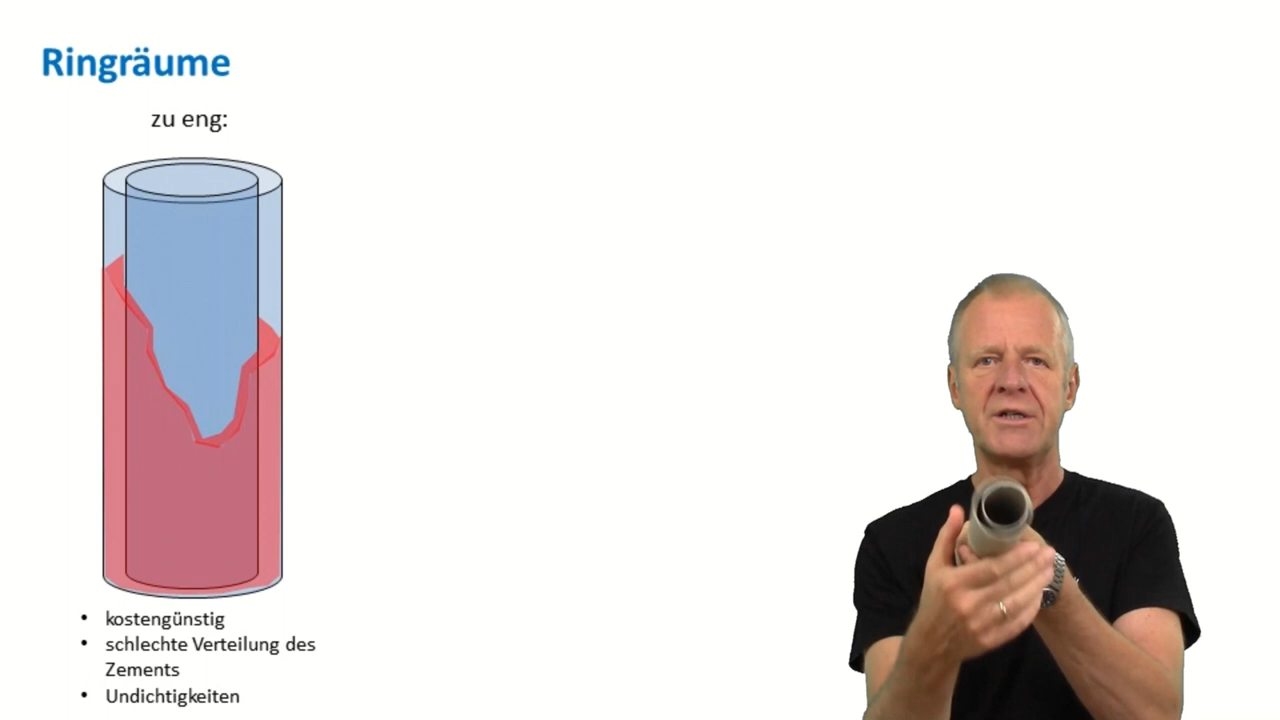 Ringräume
zu eng:
• kostengünstig
• schlechte Verteilung des
Zements
• Undichtigkeiten